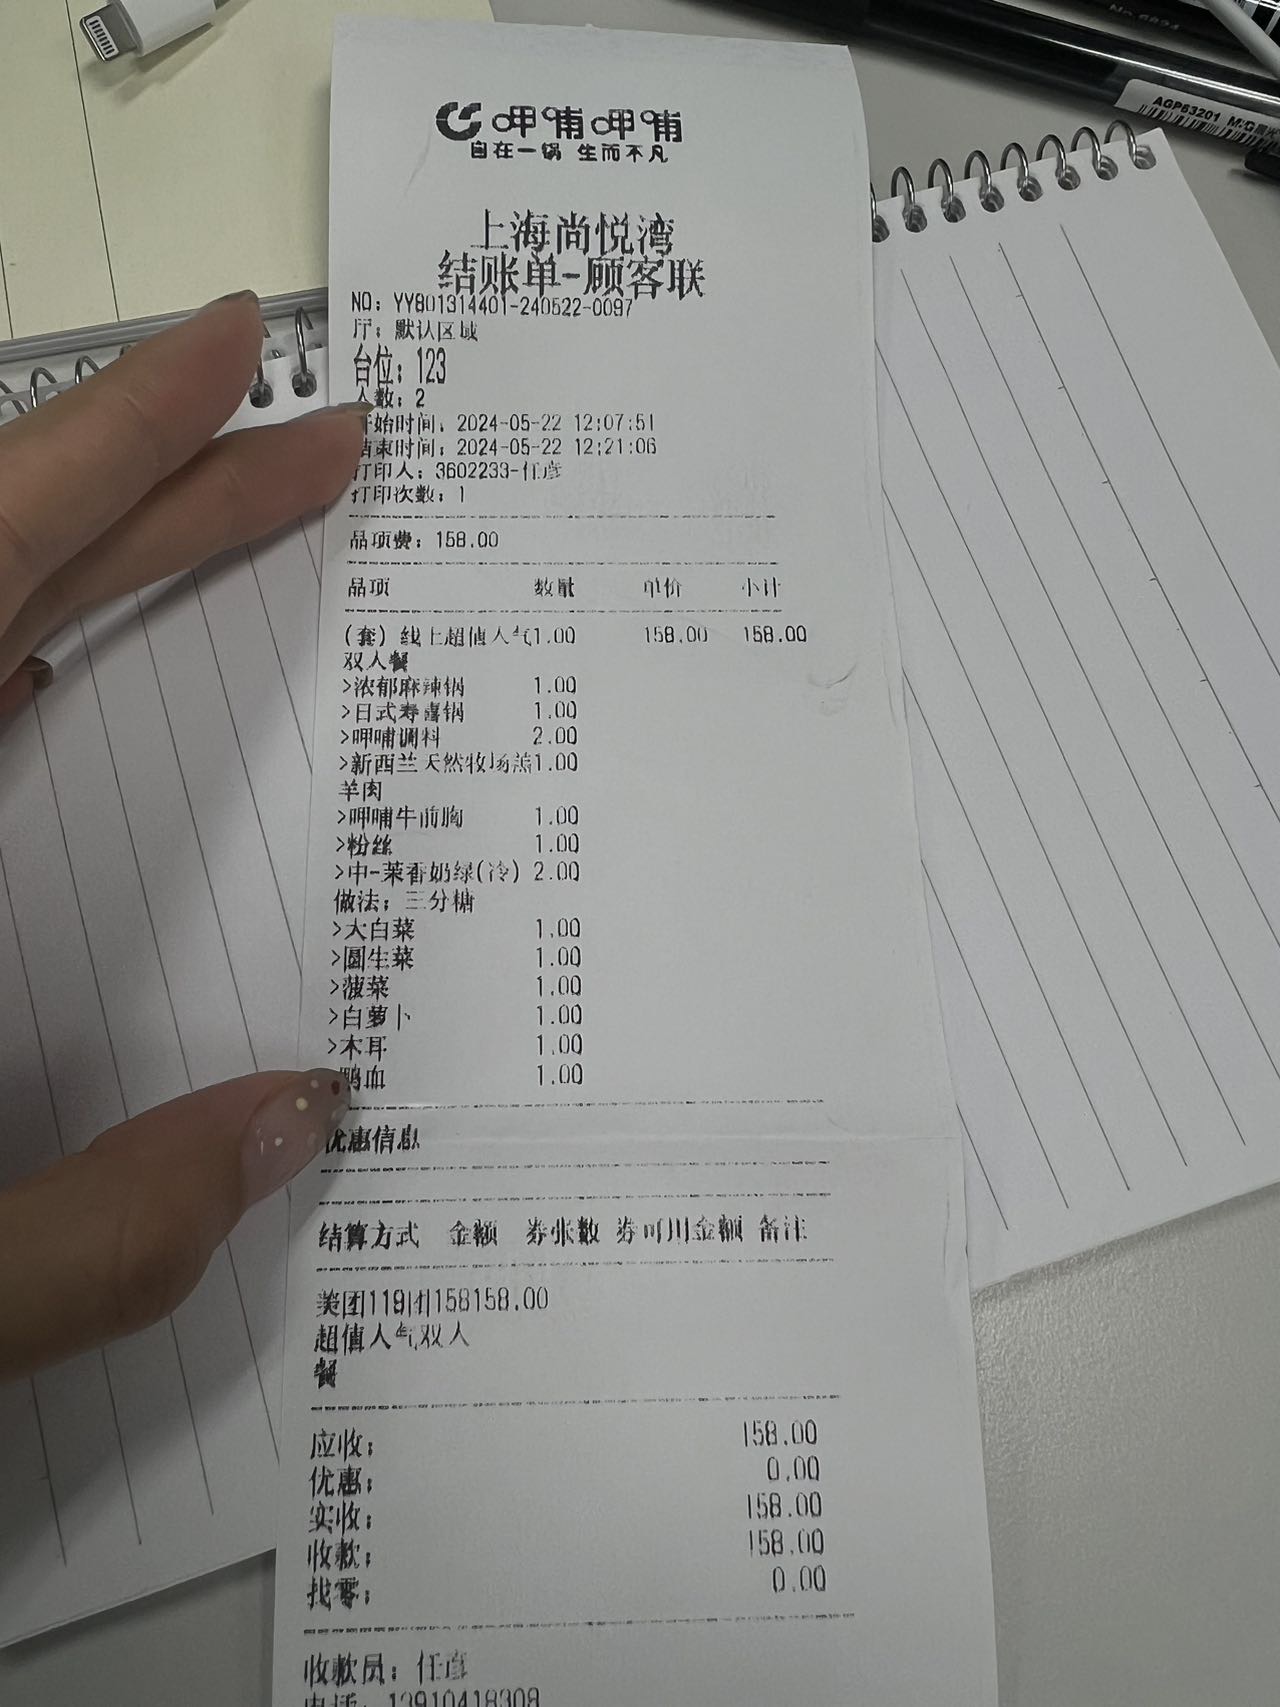 呷哺呷哺
自在一锅 生而不凡
上海尚悦湾
结账单-顾客联
NO: YY801314401-240522-0097
厅: 默认区域
台位: 123
人数: 2
开始时间: 2024-05-22 12:07:51
结束时间: 2024-05-22 12:21:06
打印人: 3602233-任彦
打印次数: 1
品项费: 158.00
品项 数量 单价 小计
(套) 线上超值人气1.00 158.00 158.00
双人餐
>浓郁麻辣锅 1.00
>日式寿喜锅 1.00
>呷哺调料 2.00
>新西兰天然牧场羔1.00
羊肉
>呷哺牛前胸 1.00
>粉丝 1.00
>中-茉香奶绿(冷) 2.00
做法: 三分糖
>大白菜 1.00
>圆生菜 1.00
>菠菜 1.00
>白萝卜 1.00
>木耳 1.00
鸭血 1.00
优惠信息
结算方式 金额 券张数 券可用金额 备注
美团119团158158.00
超值人气双人
餐
应收: 158.00
优惠: 0.00
实收: 158.00
收款: 158.00
找零: 0.00
收款员: 任彦
电话: 13910418308
AGP63201 M&G晨光